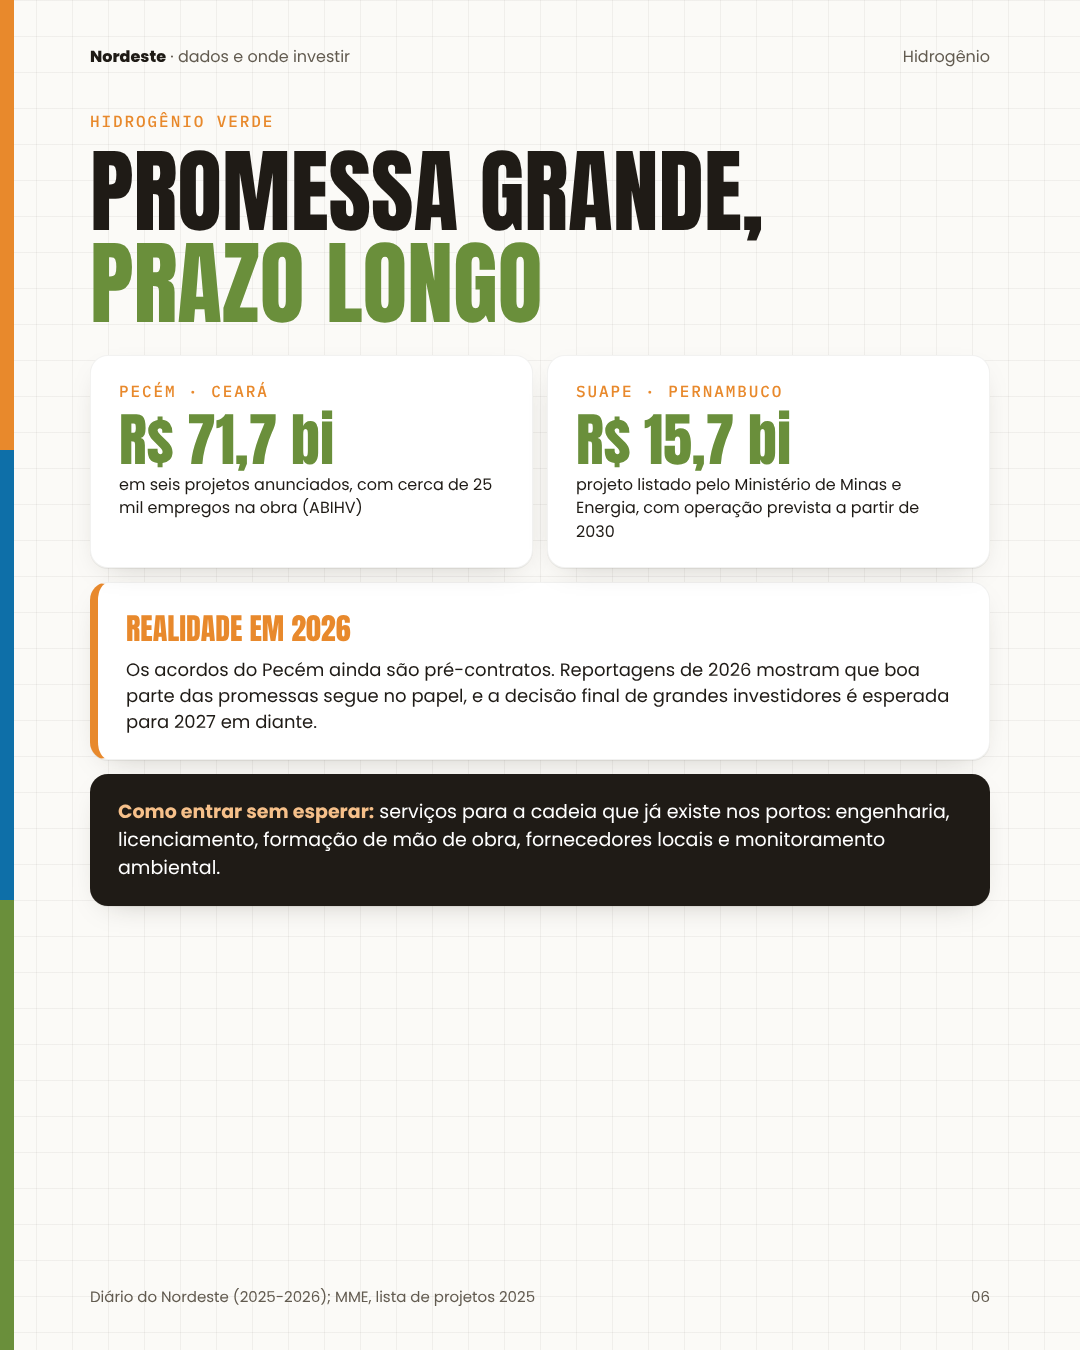 Nordeste · dados e onde investir
Hidrogênio
HIDROGÊNIO VERDE
PROMESSA GRANDE,
PRAZO LONGO
PECÉM · CEARÁ
R$ 71,7 bi
em seis projetos anunciados, com cerca de 25
mil empregos na obra (ABIHV)
SUAPE · PERNAMBUCO
R$ 15,7 bi
projeto listado pelo Ministério de Minas e
Energia, com operação prevista a partir de
2030
REALIDADE EM 2026
Os acordos do Pecém ainda são pré-contratos. Reportagens de 2026 mostram que boa
parte das promessas segue no papel, e a decisão final de grandes investidores é esperada
para 2027 em diante.
Como entrar sem esperar: serviços para a cadeia que já existe nos portos: engenharia,
licenciamento, formação de mão de obra, fornecedores locais e monitoramento
ambiental.
Diário do Nordeste (2025-2026); MME, lista de projetos 2025
06